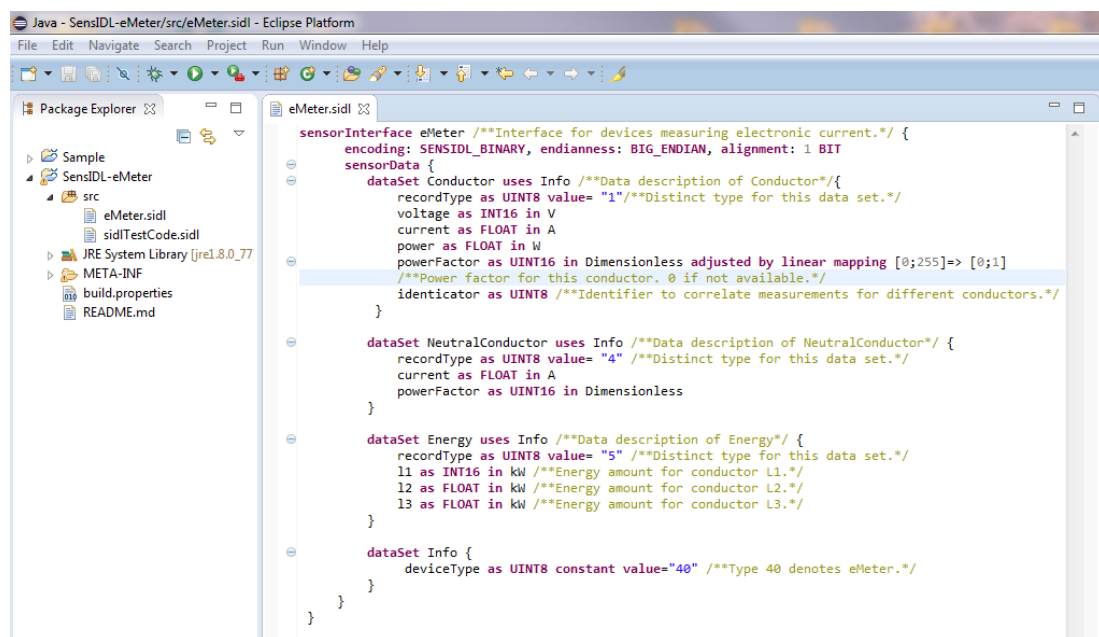 Java - SensIDL-eMeter/src/eMeter.sidl - Eclipse Platform
File Edit Navigate Search Project Run Window Help
Package Explorer
Sample
SensIDL-eMeter
src
eMeter.sidl
sidlTestCode.sidl
JRE System Library [jre1.8.0_77
META-INF
build.properties
README.md
eMeter.sidl
sensorInterface eMeter /**Interface for devices measuring electronic current.*/ {
encoding: SENSIDL_BINARY, endianness: BIG_ENDIAN, alignment: 1 BIT
sensorData {
dataSet Conductor uses Info /**Data description of Conductor*/{
recordType as UINT8 value= "1"/**Distinct type for this data set.*/
voltage as INT16 in V
current as FLOAT in A
power as FLOAT in W
powerFactor as UINT16 in Dimensionless adjusted by linear mapping [0;255]=> [0;1]
/**Power factor for this conductor. 0 if not available.*/
identicator as UINT8 /**Identifier to correlate measurements for different conductors.*/
}
dataSet NeutralConductor uses Info /**Data description of NeutralConductor*/ {
recordType as UINT8 value= "4" /**Distinct type for this data set.*/
current as FLOAT in A
powerFactor as UINT16 in Dimensionless
}
dataSet Energy uses Info /**Data description of Energy*/ {
recordType as UINT8 value= "5" /**Distinct type for this data set.*/
l1 as INT16 in kW /**Energy amount for conductor L1.*/
l2 as FLOAT in kW /**Energy amount for conductor L2.*/
l3 as FLOAT in kW /**Energy amount for conductor L3.*/
}
dataSet Info {
deviceType as UINT8 constant value="40" /**Type 40 denotes eMeter.*/
}
}
}